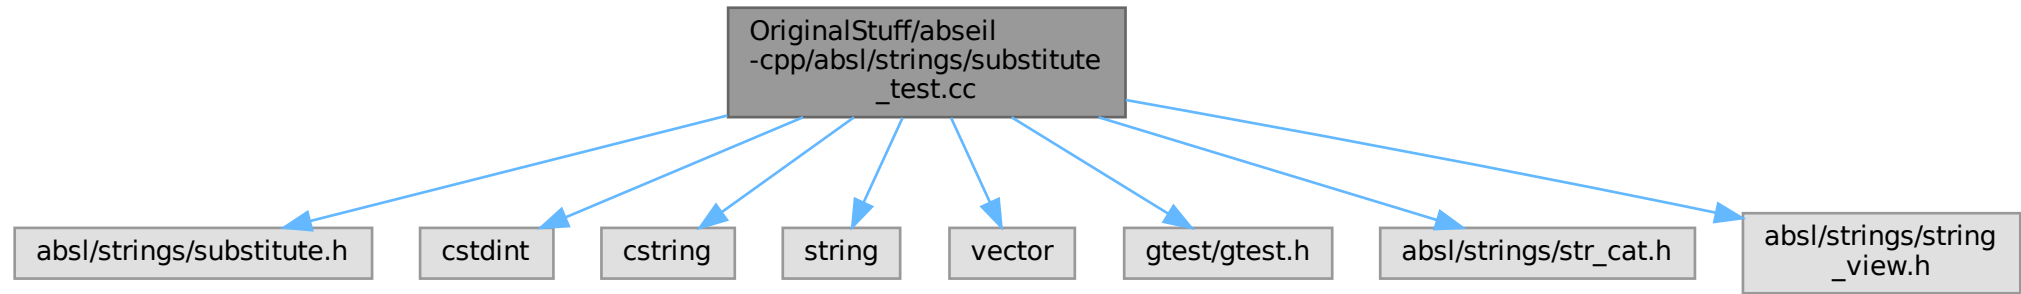 OriginalStuff/abseil
-cpp/absl/strings/substitute
_test.cc
absl/strings/substitute.h
cstdint
cstring
string
vector
gtest/gtest.h
absl/strings/str_cat.h
absl/strings/string
_view.h